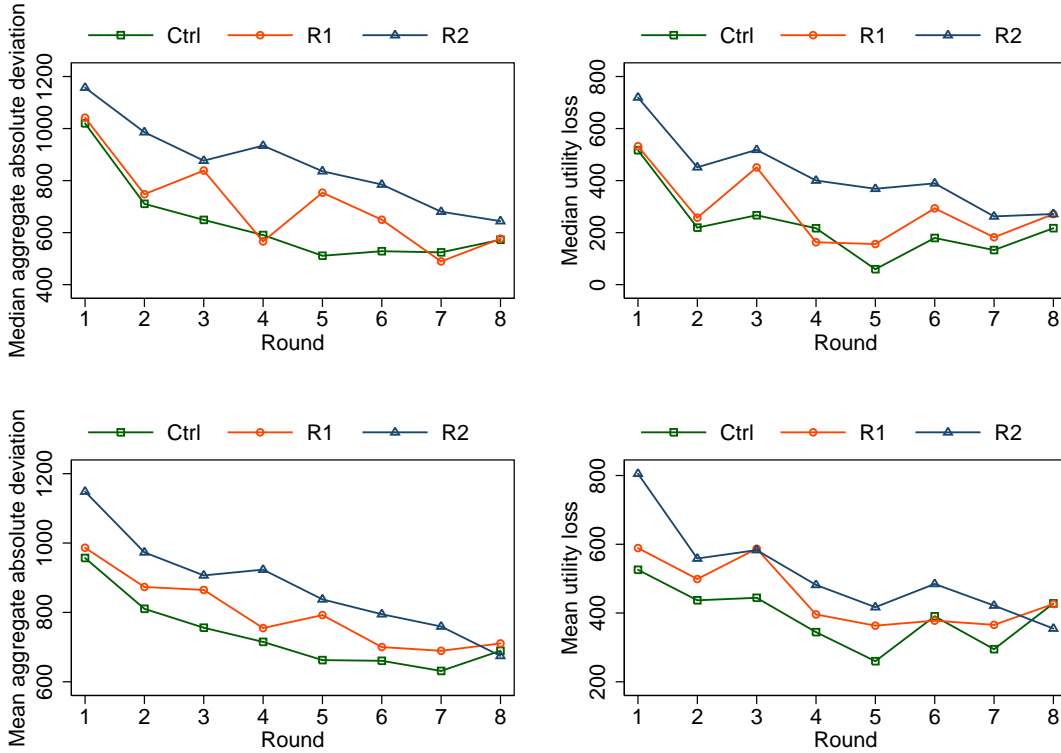 Ctrl R1 R2
Median aggregate absolute deviation
400 600 800 1000 1200
1 2 3 4 5 6 7 8
Round
Ctrl R1 R2
Median utility loss
0 200 400 600 800
1 2 3 4 5 6 7 8
Round
Ctrl R1 R2
Mean aggregate absolute deviation
600 800 1000 1200
1 2 3 4 5 6 7 8
Round
Ctrl R1 R2
Mean utility loss
200 400 600 800
1 2 3 4 5 6 7 8
Round